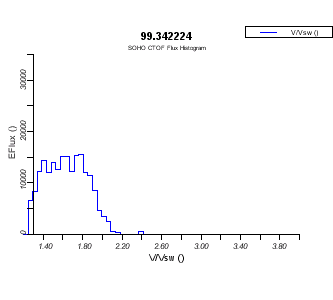 99.342224
SOHO CTOF Flux Histogram
V/Vsw ()
EFlux ()
30000
20000
10000
0
1.40 1.80 2.20 2.60 3.00 3.40 3.80
V/Vsw ()